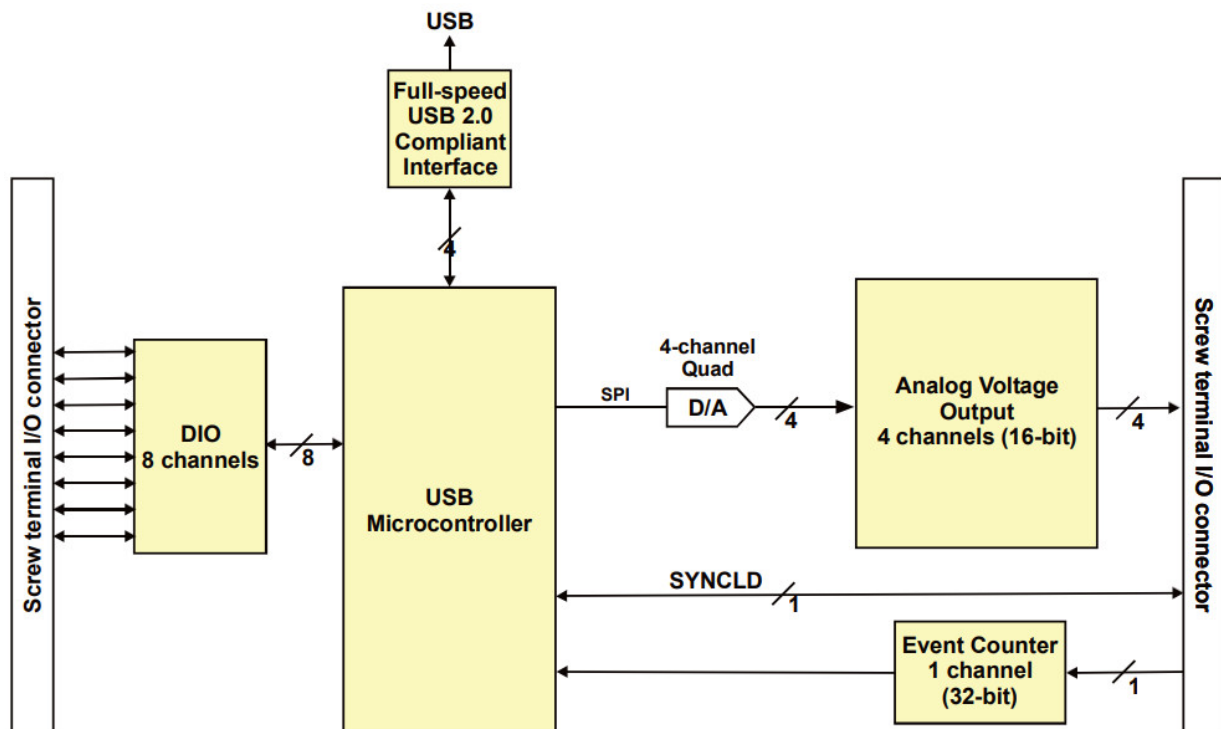 USB
Full-speed
USB 2.0
Compliant
Interface
4
Screw terminal I/O connector
DIO
8 channels
8
USB
Microcontroller
SPI
4-channel
Quad
D/A
4
Analog Voltage
Output
4 channels (16-bit)
4
SYNCLD
1
Event Counter
1 channel
(32-bit)
1
Screw terminal I/O connector